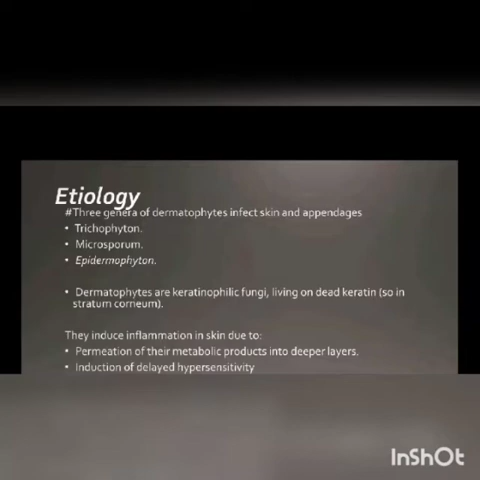 Etiology
#Three genera of dermatophytes infect skin and appendages
• Trichophyton.
• Microsporum.
• Epidermophyton.
• Dermatophytes are keratinophilic fungi, living on dead keratin (so in
stratum corneum).
They induce inflammation in skin due to:
• Permeation of their metabolic products into deeper layers.
• Induction of delayed hypersensitivity
InShOt